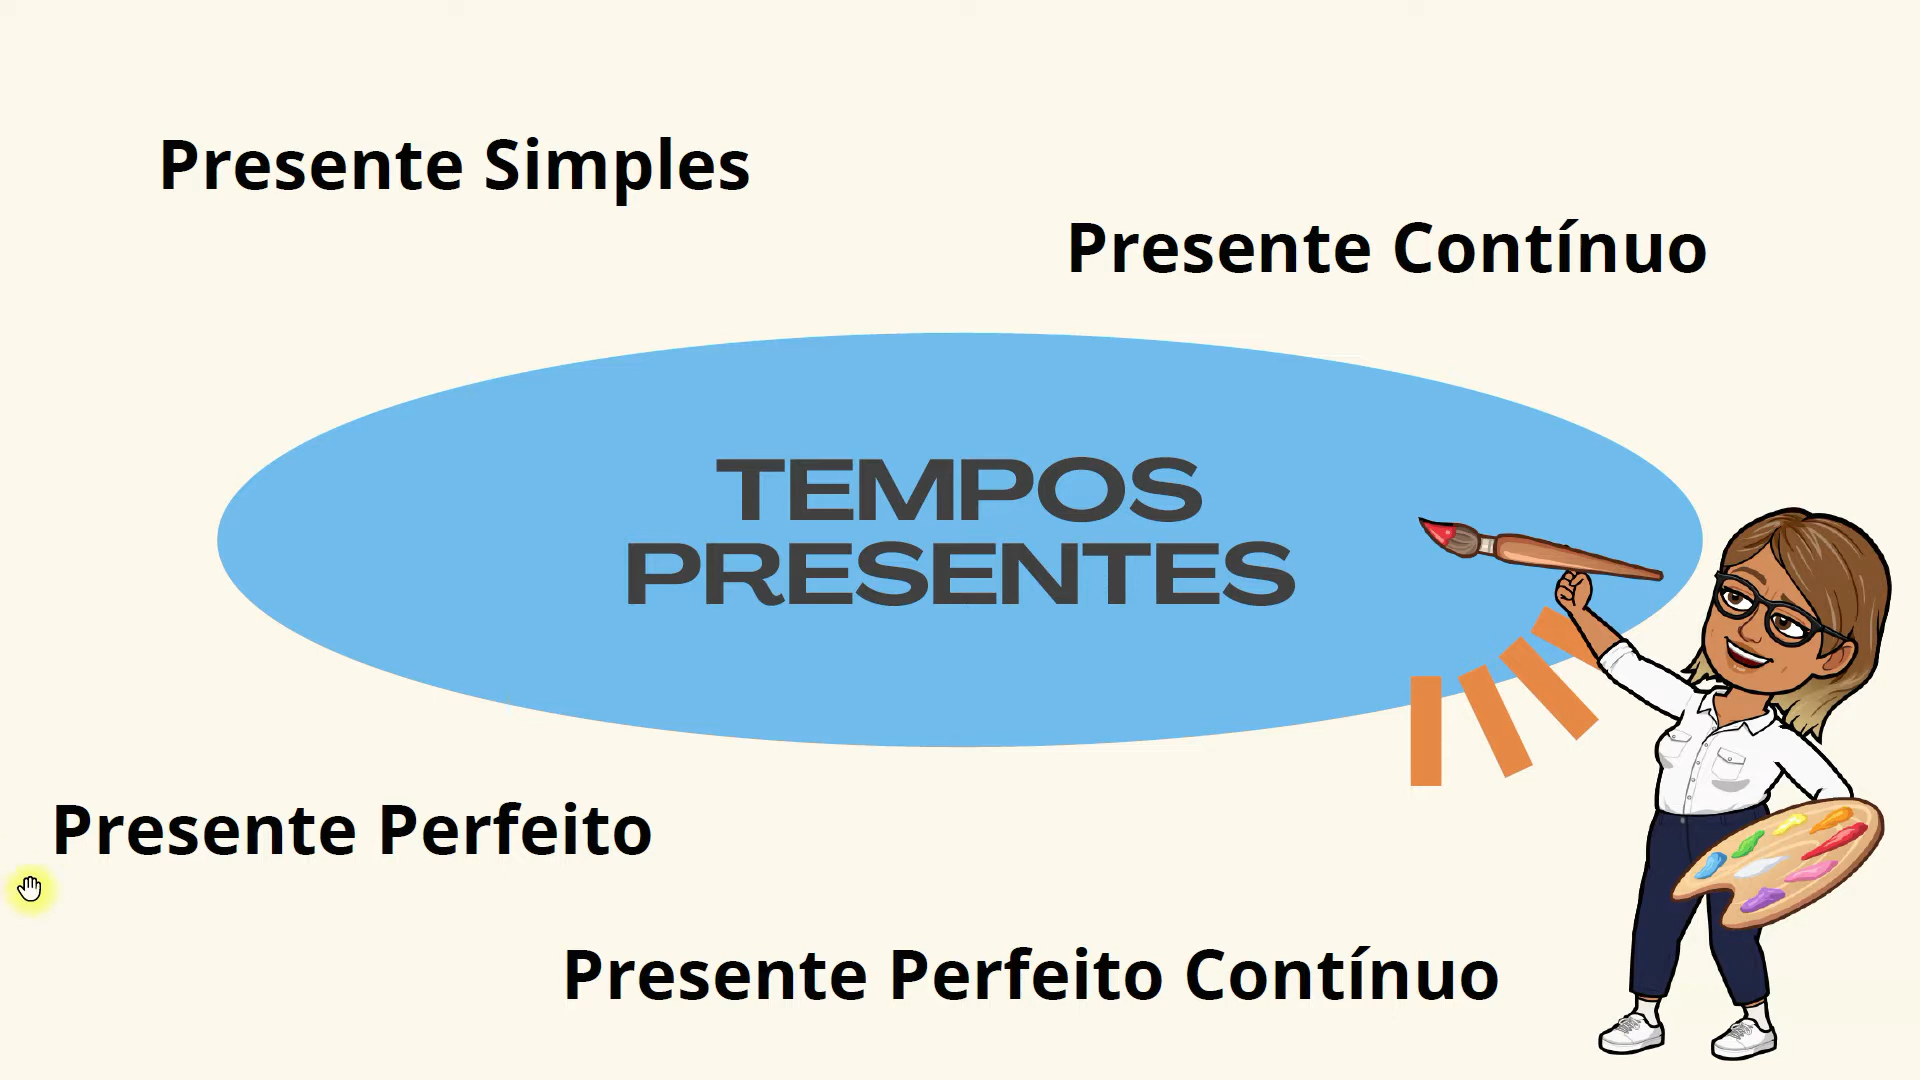 Presente Simples
Presente Contínuo
TEMPOS
PRESENTES
Presente Perfeito
Presente Perfeito Contínuo